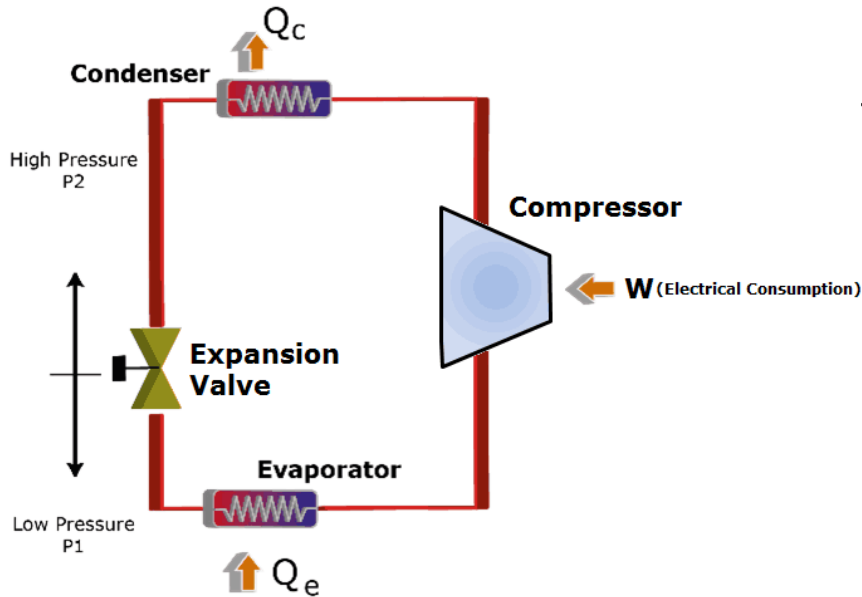 Qc
Condenser
High Pressure
P2
Compressor
W (Electrical Consumption)
Expansion
Valve
Evaporator
Low Pressure
P1
Qe